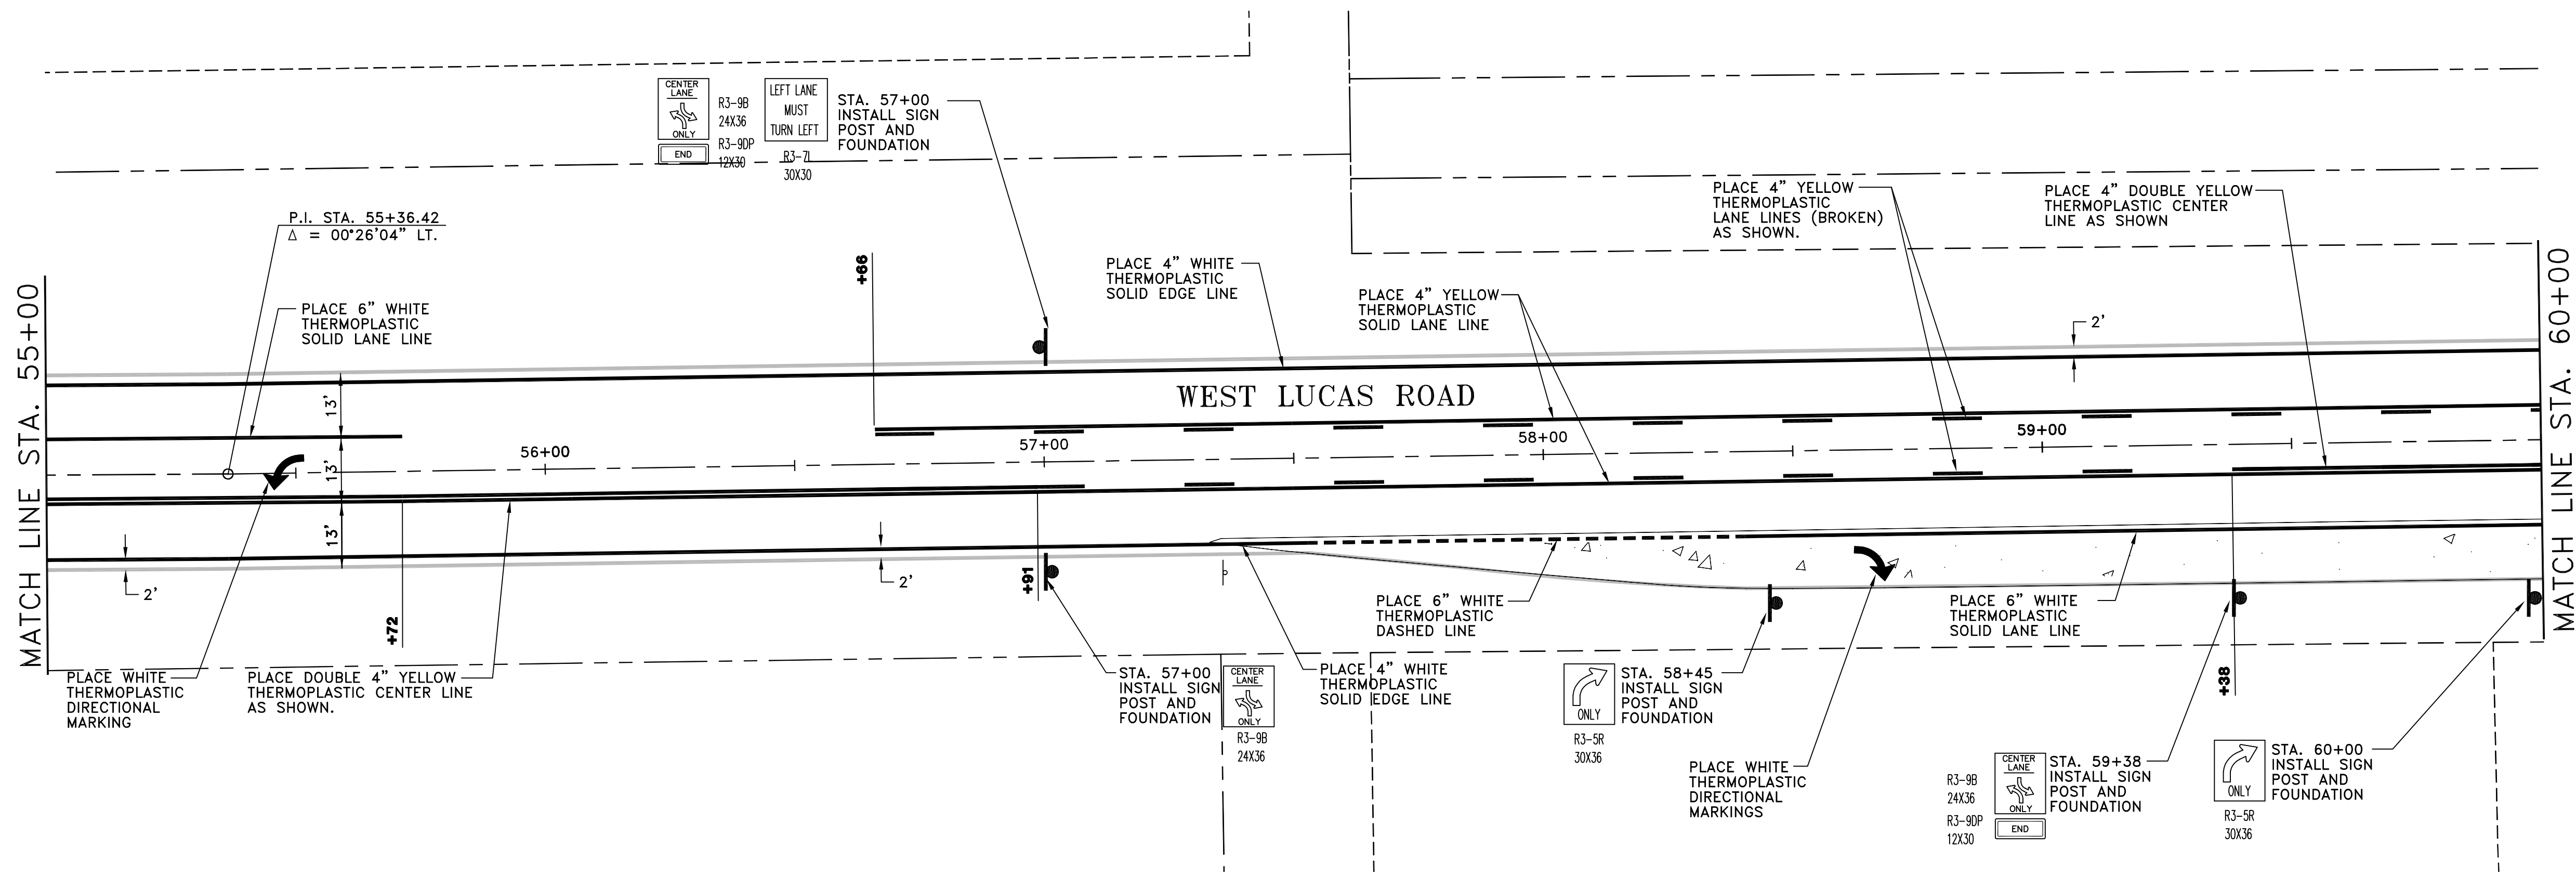 CENTER
LANE
ONLY
END
R3-9B
24X36
R3-9DP
12X30
LEFT LANE
MUST
TURN LEFT
R3-7L
30X30
STA. 57+00
INSTALL SIGN
POST AND
FOUNDATION
P.I. STA. 55+36.42
Δ = 00°26'04" LT.
PLACE 6" WHITE
THERMOPLASTIC
SOLID LANE LINE
+66
PLACE 4" WHITE
THERMOPLASTIC
SOLID EDGE LINE
PLACE 4" YELLOW
THERMOPLASTIC
SOLID LANE LINE
PLACE 4" YELLOW
THERMOPLASTIC
LANE LINES (BROKEN)
AS SHOWN.
PLACE 4" DOUBLE YELLOW
THERMOPLASTIC CENTER
LINE AS SHOWN
2'
MATCH LINE STA. 55+00
MATCH LINE STA. 60+00
WEST LUCAS ROAD
13'
13'
13'
56+00
57+00
58+00
59+00
2'
2'
+72
+91
+38
PLACE WHITE
THERMOPLASTIC
DIRECTIONAL
MARKING
PLACE DOUBLE 4" YELLOW
THERMOPLASTIC CENTER LINE
AS SHOWN.
STA. 57+00
INSTALL SIGN
POST AND
FOUNDATION
CENTER
LANE
ONLY
R3-9B
24X36
PLACE 4" WHITE
THERMOPLASTIC
SOLID EDGE LINE
PLACE 6" WHITE
THERMOPLASTIC
DASHED LINE
ONLY
R3-5R
30X36
STA. 58+45
INSTALL SIGN
POST AND
FOUNDATION
PLACE WHITE
THERMOPLASTIC
DIRECTIONAL
MARKINGS
PLACE 6" WHITE
THERMOPLASTIC
SOLID LANE LINE
R3-9B
24X36
R3-9DP
12X30
CENTER
LANE
ONLY
END
STA. 59+38
INSTALL SIGN
POST AND
FOUNDATION
ONLY
R3-5R
30X36
STA. 60+00
INSTALL SIGN
POST AND
FOUNDATION